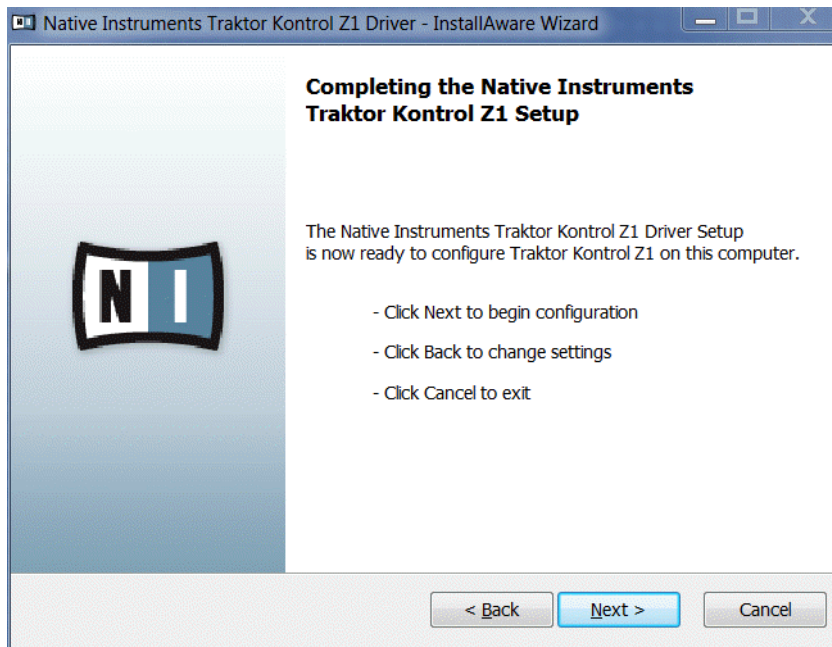 Native Instruments Traktor Kontrol Z1 Driver - InstallAware Wizard
Completing the Native Instruments
Traktor Kontrol Z1 Setup
The Native Instruments Traktor Kontrol Z1 Driver Setup
is now ready to configure Traktor Kontrol Z1 on this computer.
- Click Next to begin configuration
- Click Back to change settings
- Click Cancel to exit
N I
< Back Next > Cancel